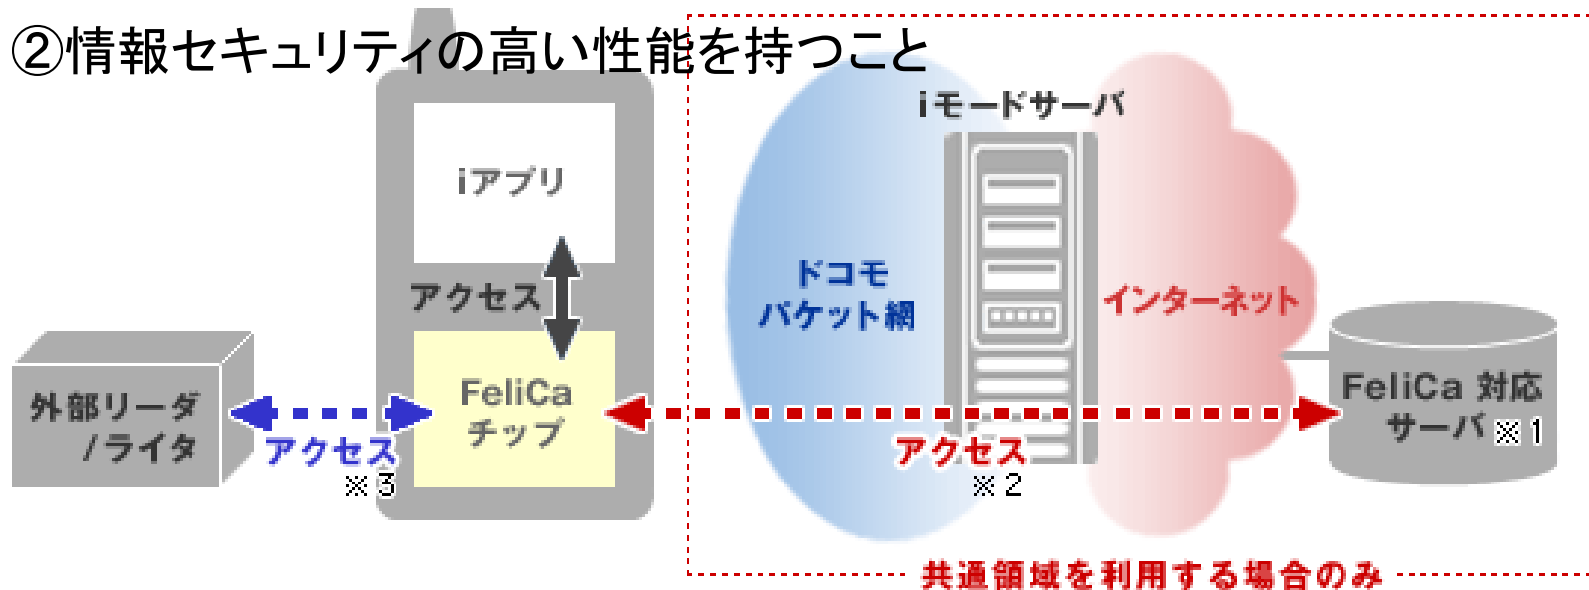 ②情報セキュリティの高い性能を持つこと
iモードサーバ
iアプリ
ドコモ
パケット網
インターネット
アクセス
外部リーダ
/ライタ
FeliCa
チップ
アクセス
※3
アクセス
※2
FeliCa 対応
サーバ ※1
共通領域を利用する場合のみ